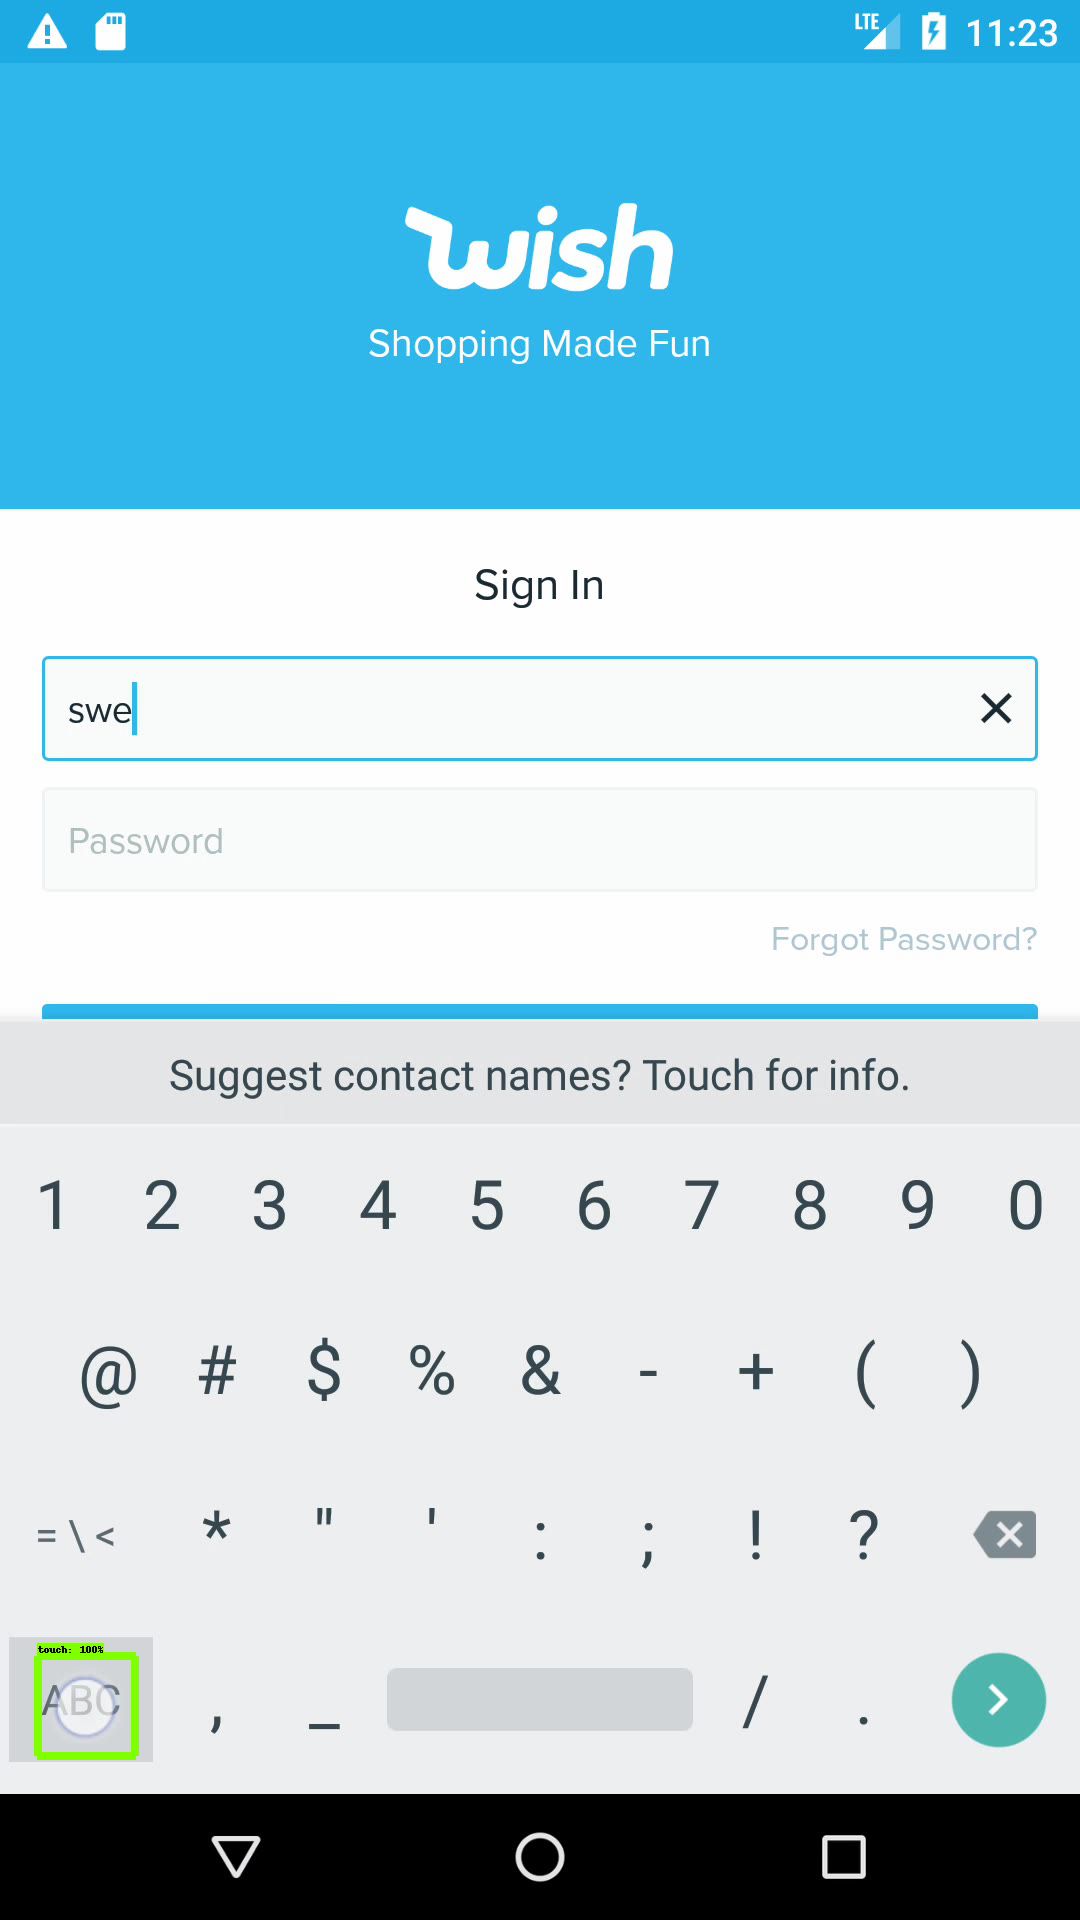 LTE 11:23
wish
Shopping Made Fun
Sign In
swe
Password
Forgot Password?
Suggest contact names? Touch for info.
1 2 3 4 5 6 7 8 9 0
@ # $ % & - + ( )
= \ < * " ' : ; ! ?
touch: 100%
ABC , _ / .